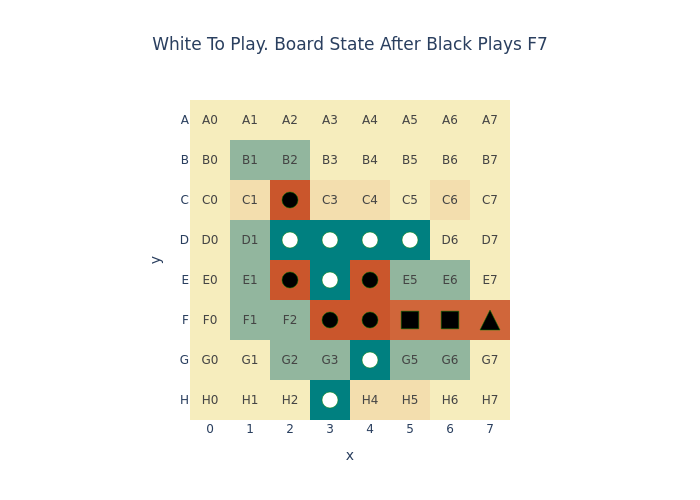 White To Play. Board State After Black Plays F7
A A0 A1 A2 A3 A4 A5 A6 A7
B B0 B1 B2 B3 B4 B5 B6 B7
C C0 C1 C3 C4 C5 C6 C7
D D0 D1 D6 D7
E E0 E1 E5 E6 E7
F F0 F1 F2
G G0 G1 G2 G3 G5 G6 G7
H H0 H1 H2 H4 H5 H6 H7
0 1 2 3 4 5 6 7
x
y